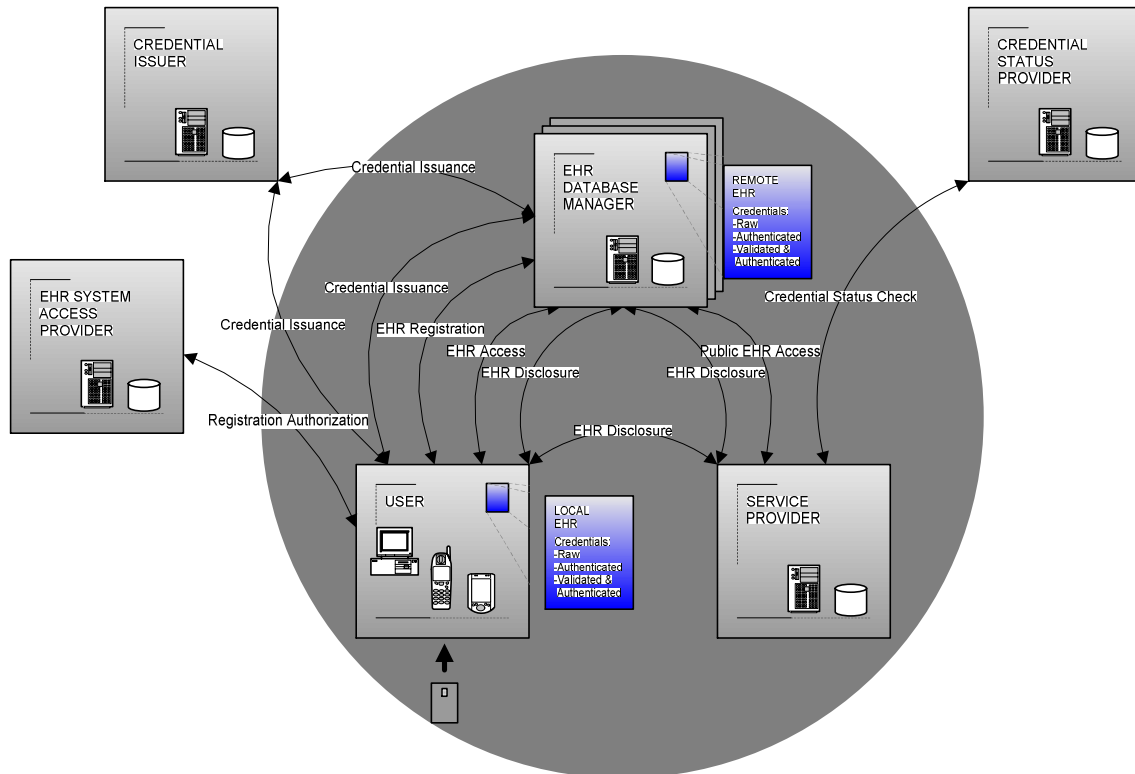 CREDENTIAL
ISSUER
CREDENTIAL
STATUS
PROVIDER
Credential Issuance
EHR
DATABASE
MANAGER
REMOTE
EHR
Credentials:
-Raw
-Authenticated
-Validated &
Authenticated
EHR SYSTEM
ACCESS
PROVIDER
Credential Issuance
Credential Status Check
Credential Issuance
EHR Registration
EHR Access
Public EHR Access
EHR Disclosure
EHR Disclosure
Registration Authorization
EHR Disclosure
USER
LOCAL
EHR
Credentials:
-Raw
-Authenticated
-Validated &
Authenticated
SERVICE
PROVIDER